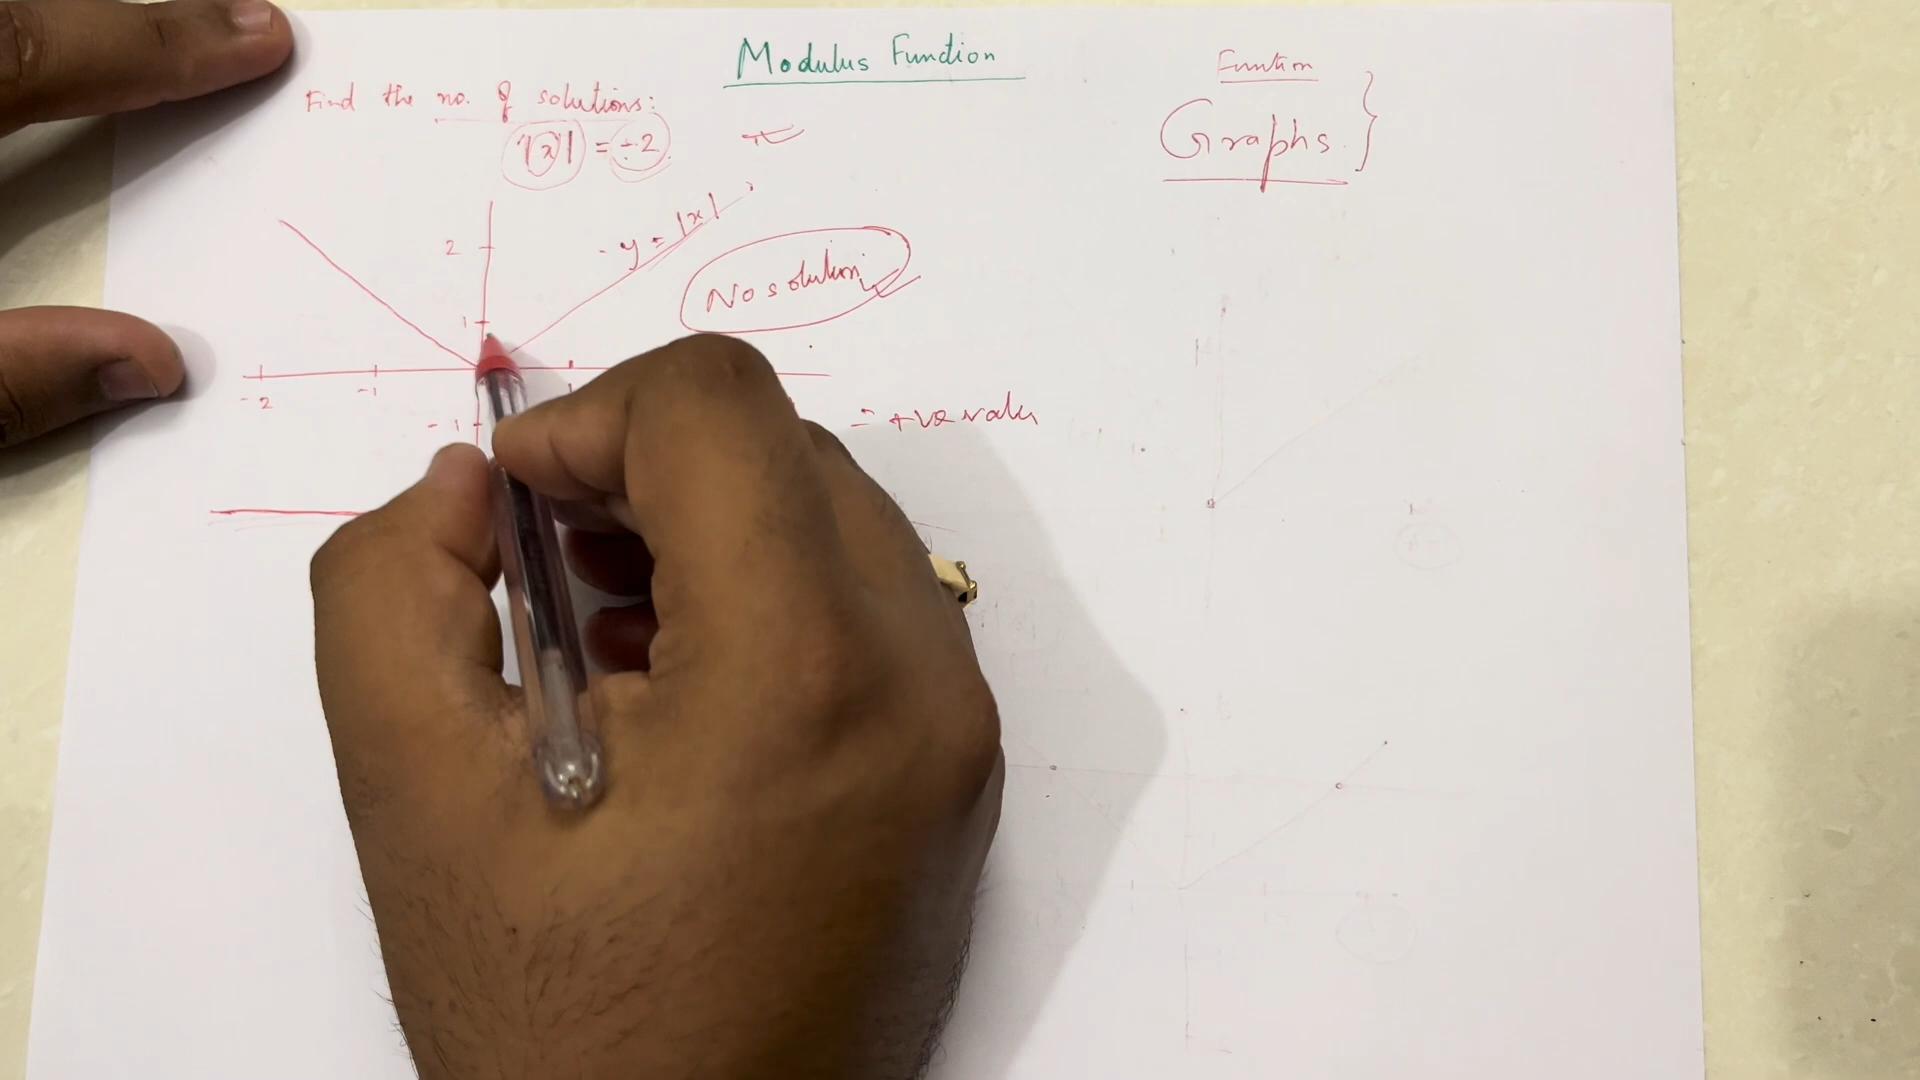 Modulus Function
Find the no. of solutions:
|x| = -2
Function
Graphs
y = |x|
2
No solution
1
-2 -1 1
-1
= +ve value